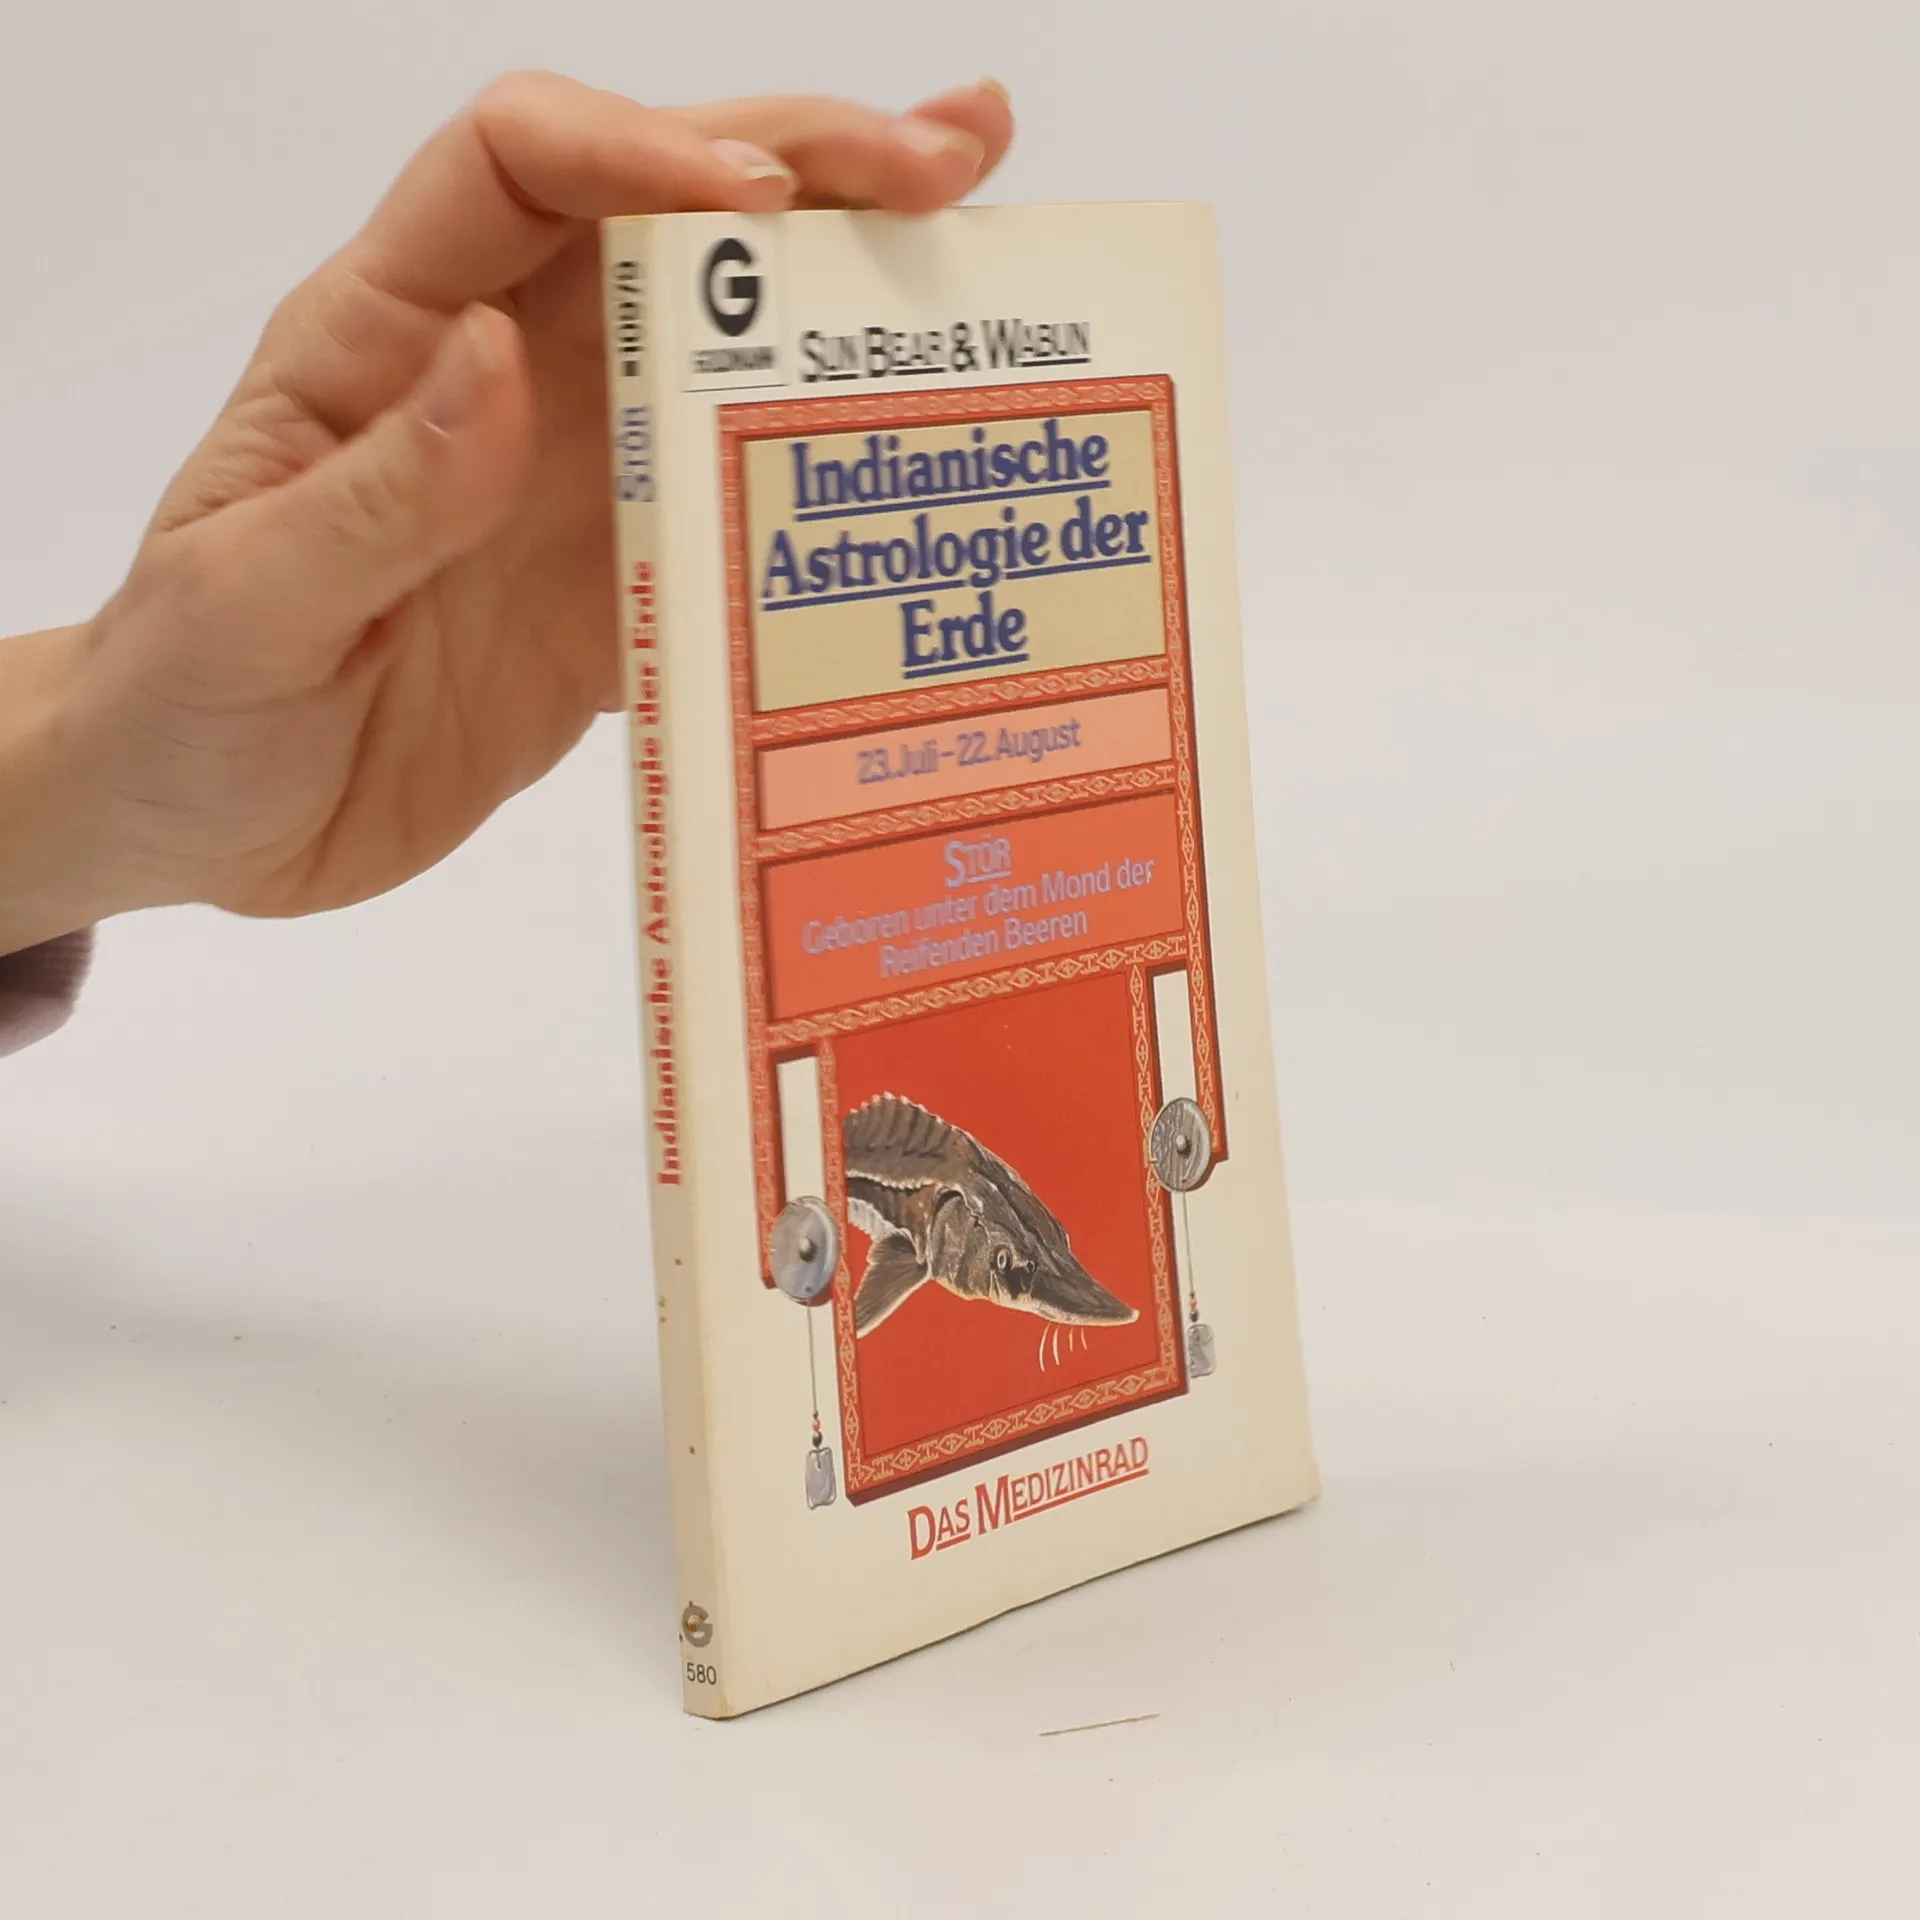 GOLDMANN
SUN BEAR & WABUN
Indianische
Astrologie der
Erde
23. Juli – 22. August
STÖR
Geboren unter dem Mond der
Reifenden Beeren
DAS MEDIZINRAD
STÖR
Indianische Astrologie der Erde
G
580